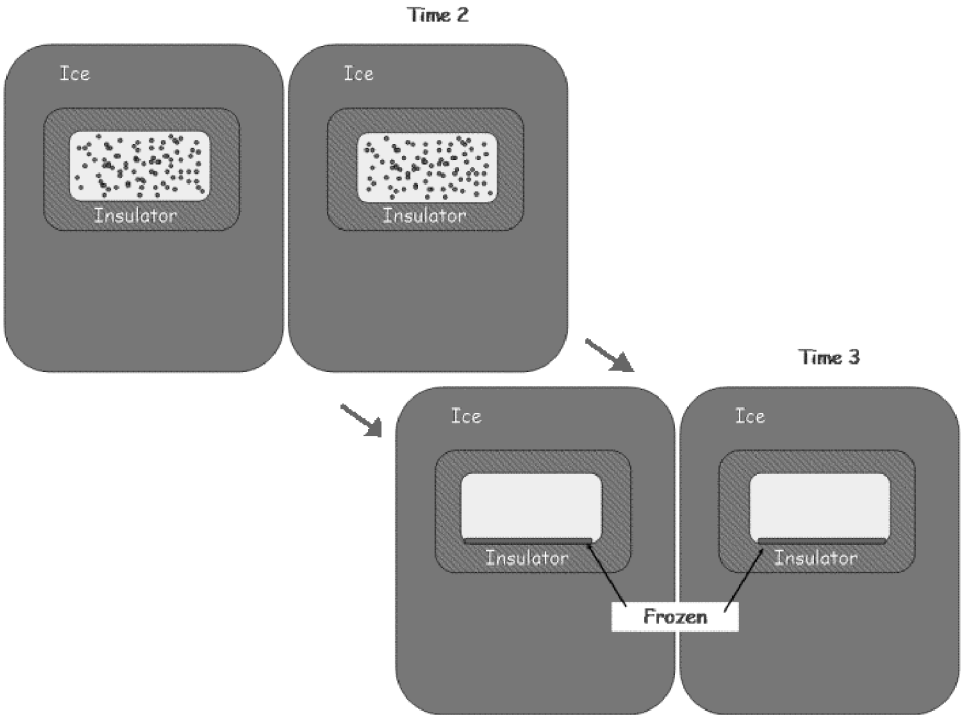 Time 2
Ice
Ice
Insulator
Insulator
Time 3
Ice
Ice
Insulator
Insulator
Frozen